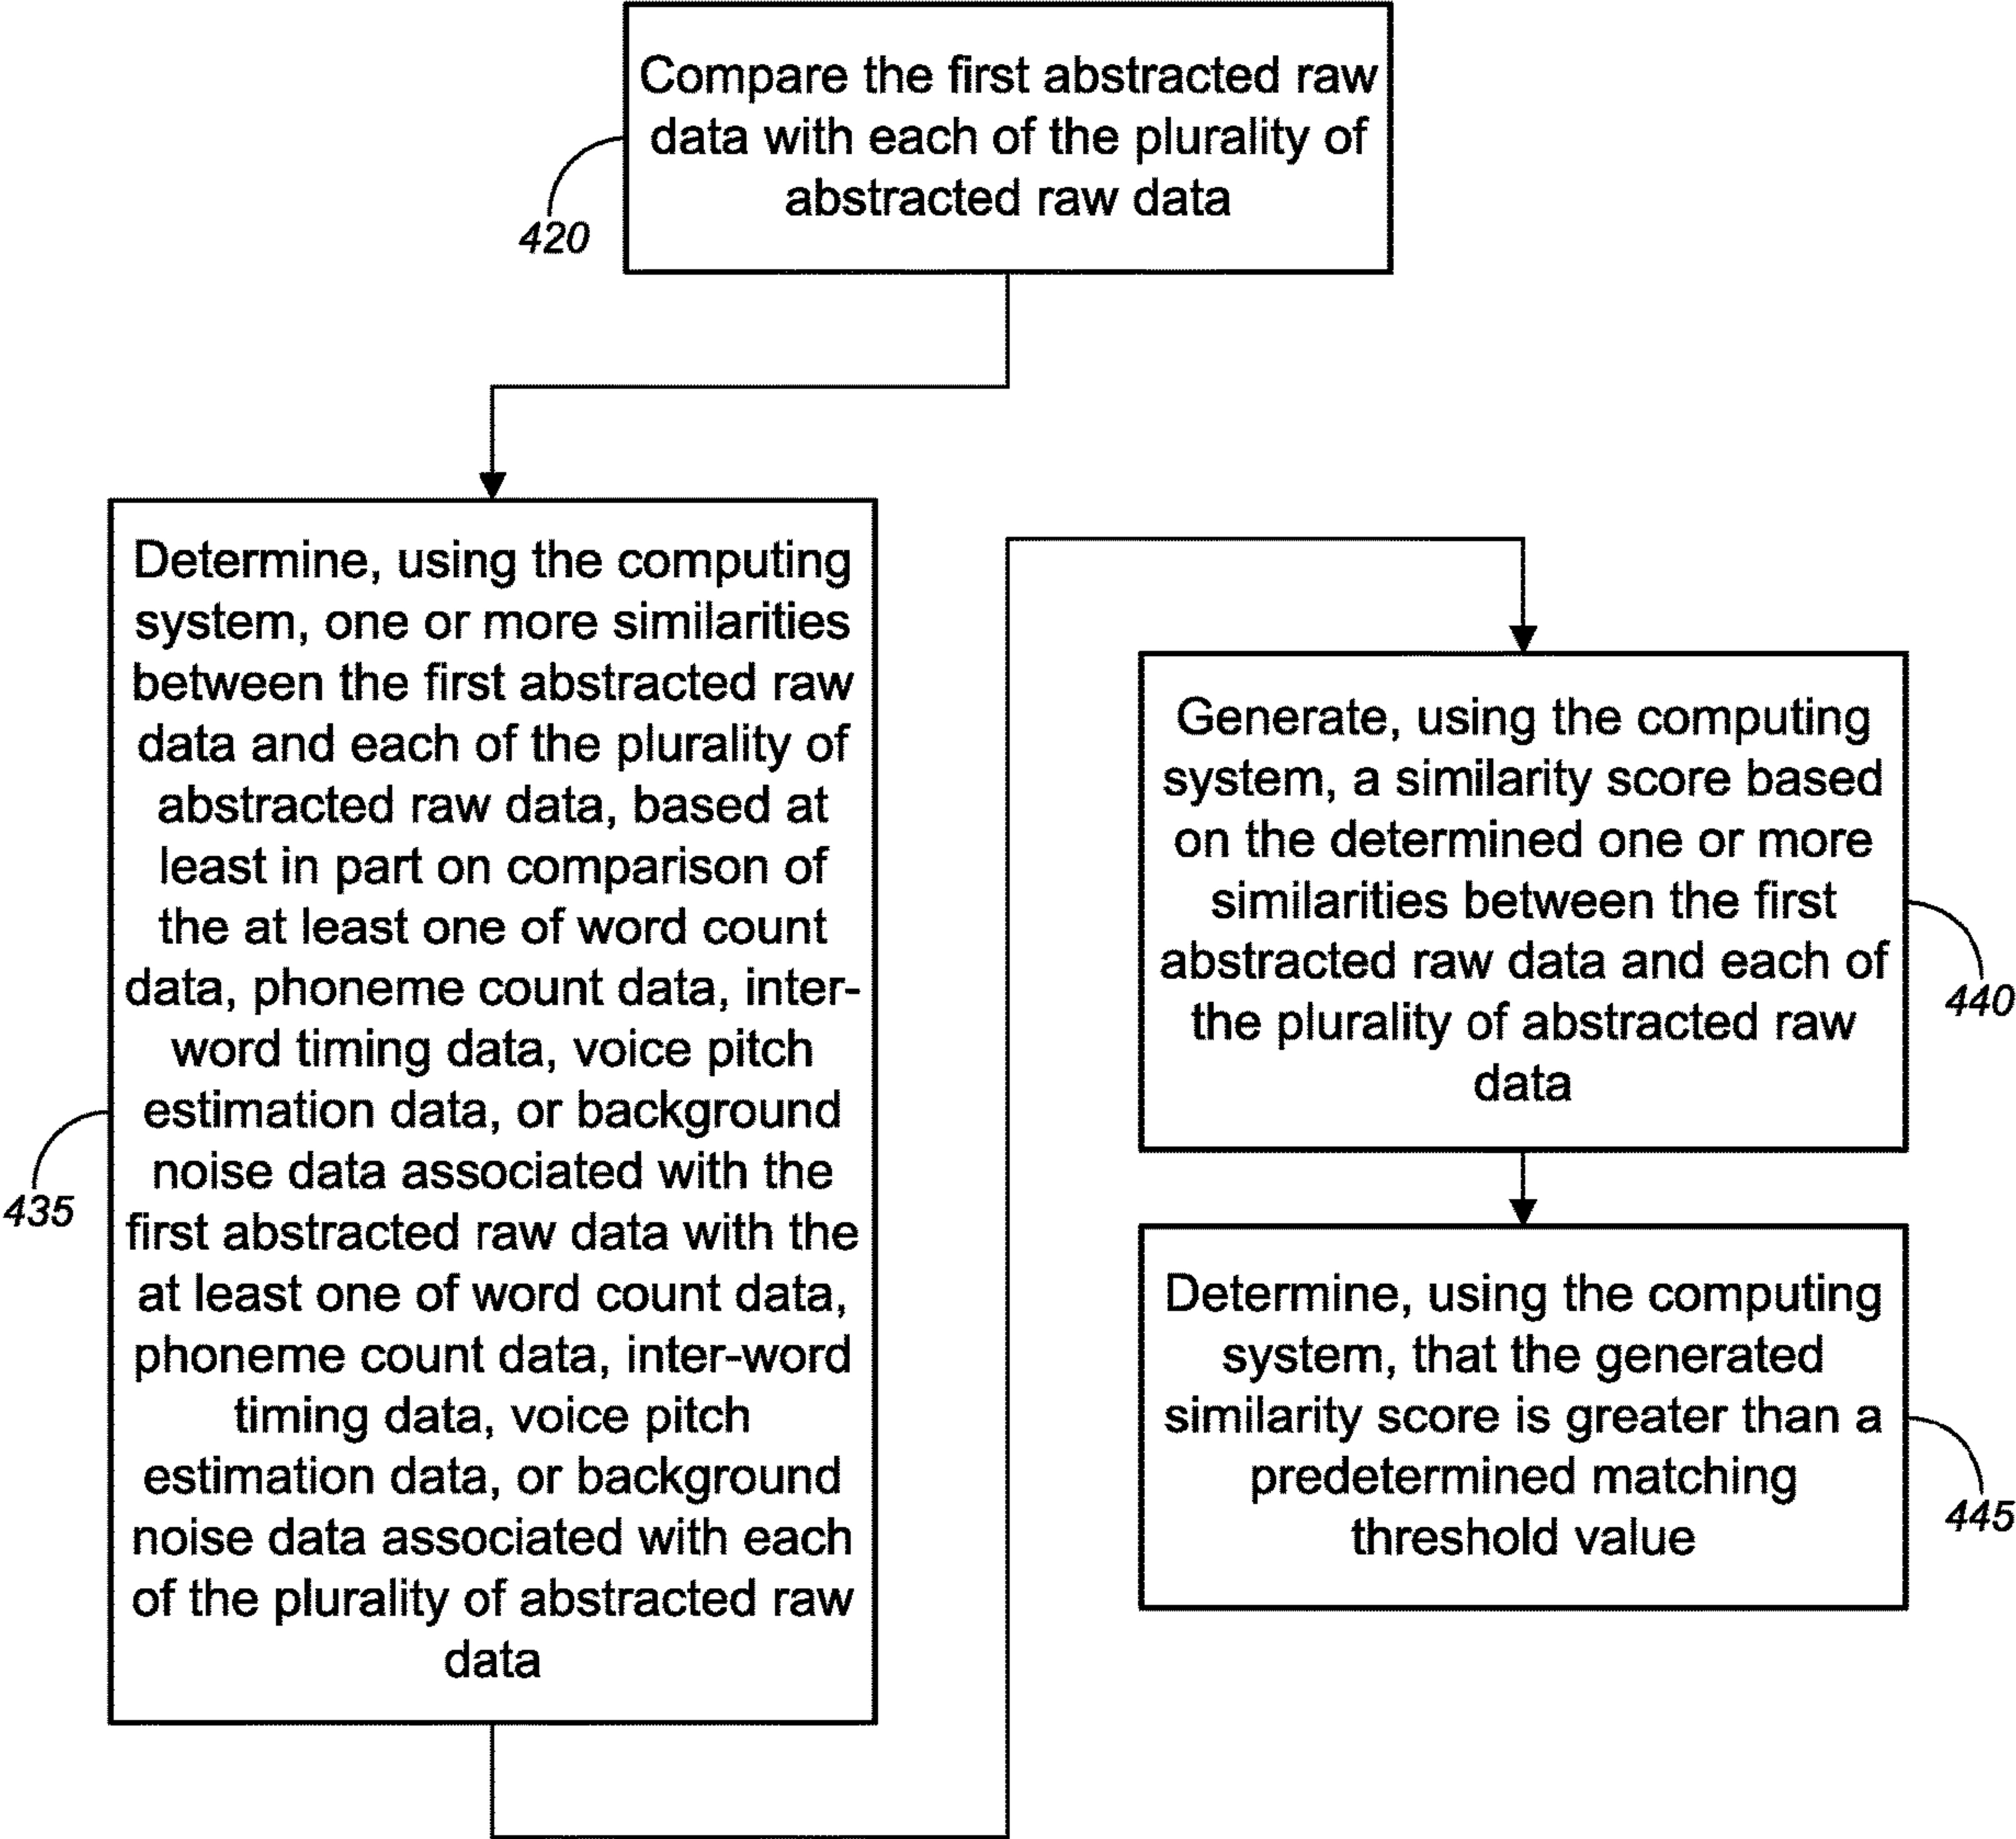 Compare the first abstracted raw
data with each of the plurality of
abstracted raw data
420
Determine, using the computing
system, one or more similarities
between the first abstracted raw
data and each of the plurality of
abstracted raw data, based at
least in part on comparison of
the at least one of word count
data, phoneme count data, inter-
word timing data, voice pitch
estimation data, or background
noise data associated with the
first abstracted raw data with the
at least one of word count data,
phoneme count data, inter-word
timing data, voice pitch
estimation data, or background
noise data associated with each
of the plurality of abstracted raw
data
435
Generate, using the computing
system, a similarity score based
on the determined one or more
similarities between the first
abstracted raw data and each of
the plurality of abstracted raw
data
440
Determine, using the computing
system, that the generated
similarity score is greater than a
predetermined matching
threshold value
445